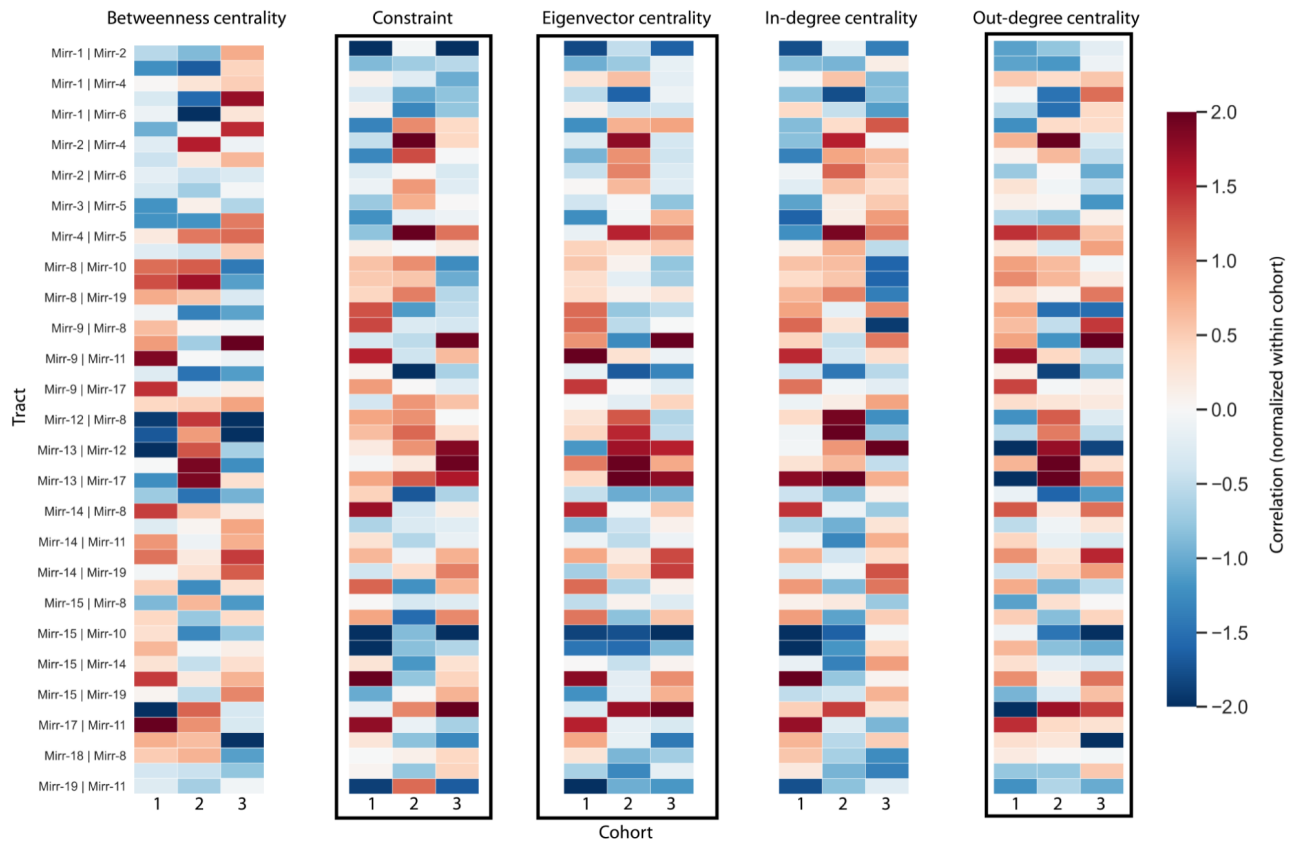 Betweenness centrality
Constraint
Eigenvector centrality
In-degree centrality
Out-degree centrality
Mirr-1 | Mirr-2
Mirr-1 | Mirr-4
Mirr-1 | Mirr-6
Mirr-2 | Mirr-4
Mirr-2 | Mirr-6
Mirr-3 | Mirr-5
Mirr-4 | Mirr-5
Mirr-8 | Mirr-10
Mirr-8 | Mirr-19
Mirr-9 | Mirr-8
Mirr-9 | Mirr-11
Mirr-9 | Mirr-17
Mirr-12 | Mirr-8
Mirr-13 | Mirr-12
Mirr-13 | Mirr-17
Mirr-14 | Mirr-8
Mirr-14 | Mirr-11
Mirr-14 | Mirr-19
Mirr-15 | Mirr-8
Mirr-15 | Mirr-10
Mirr-15 | Mirr-14
Mirr-15 | Mirr-19
Mirr-17 | Mirr-11
Mirr-18 | Mirr-8
Mirr-19 | Mirr-11
Tract
1 2 3
1 2 3
1 2 3
1 2 3
1 2 3
Cohort
2.0
1.5
1.0
0.5
0.0
−0.5
−1.0
−1.5
−2.0
Correlation (normalized within cohort)